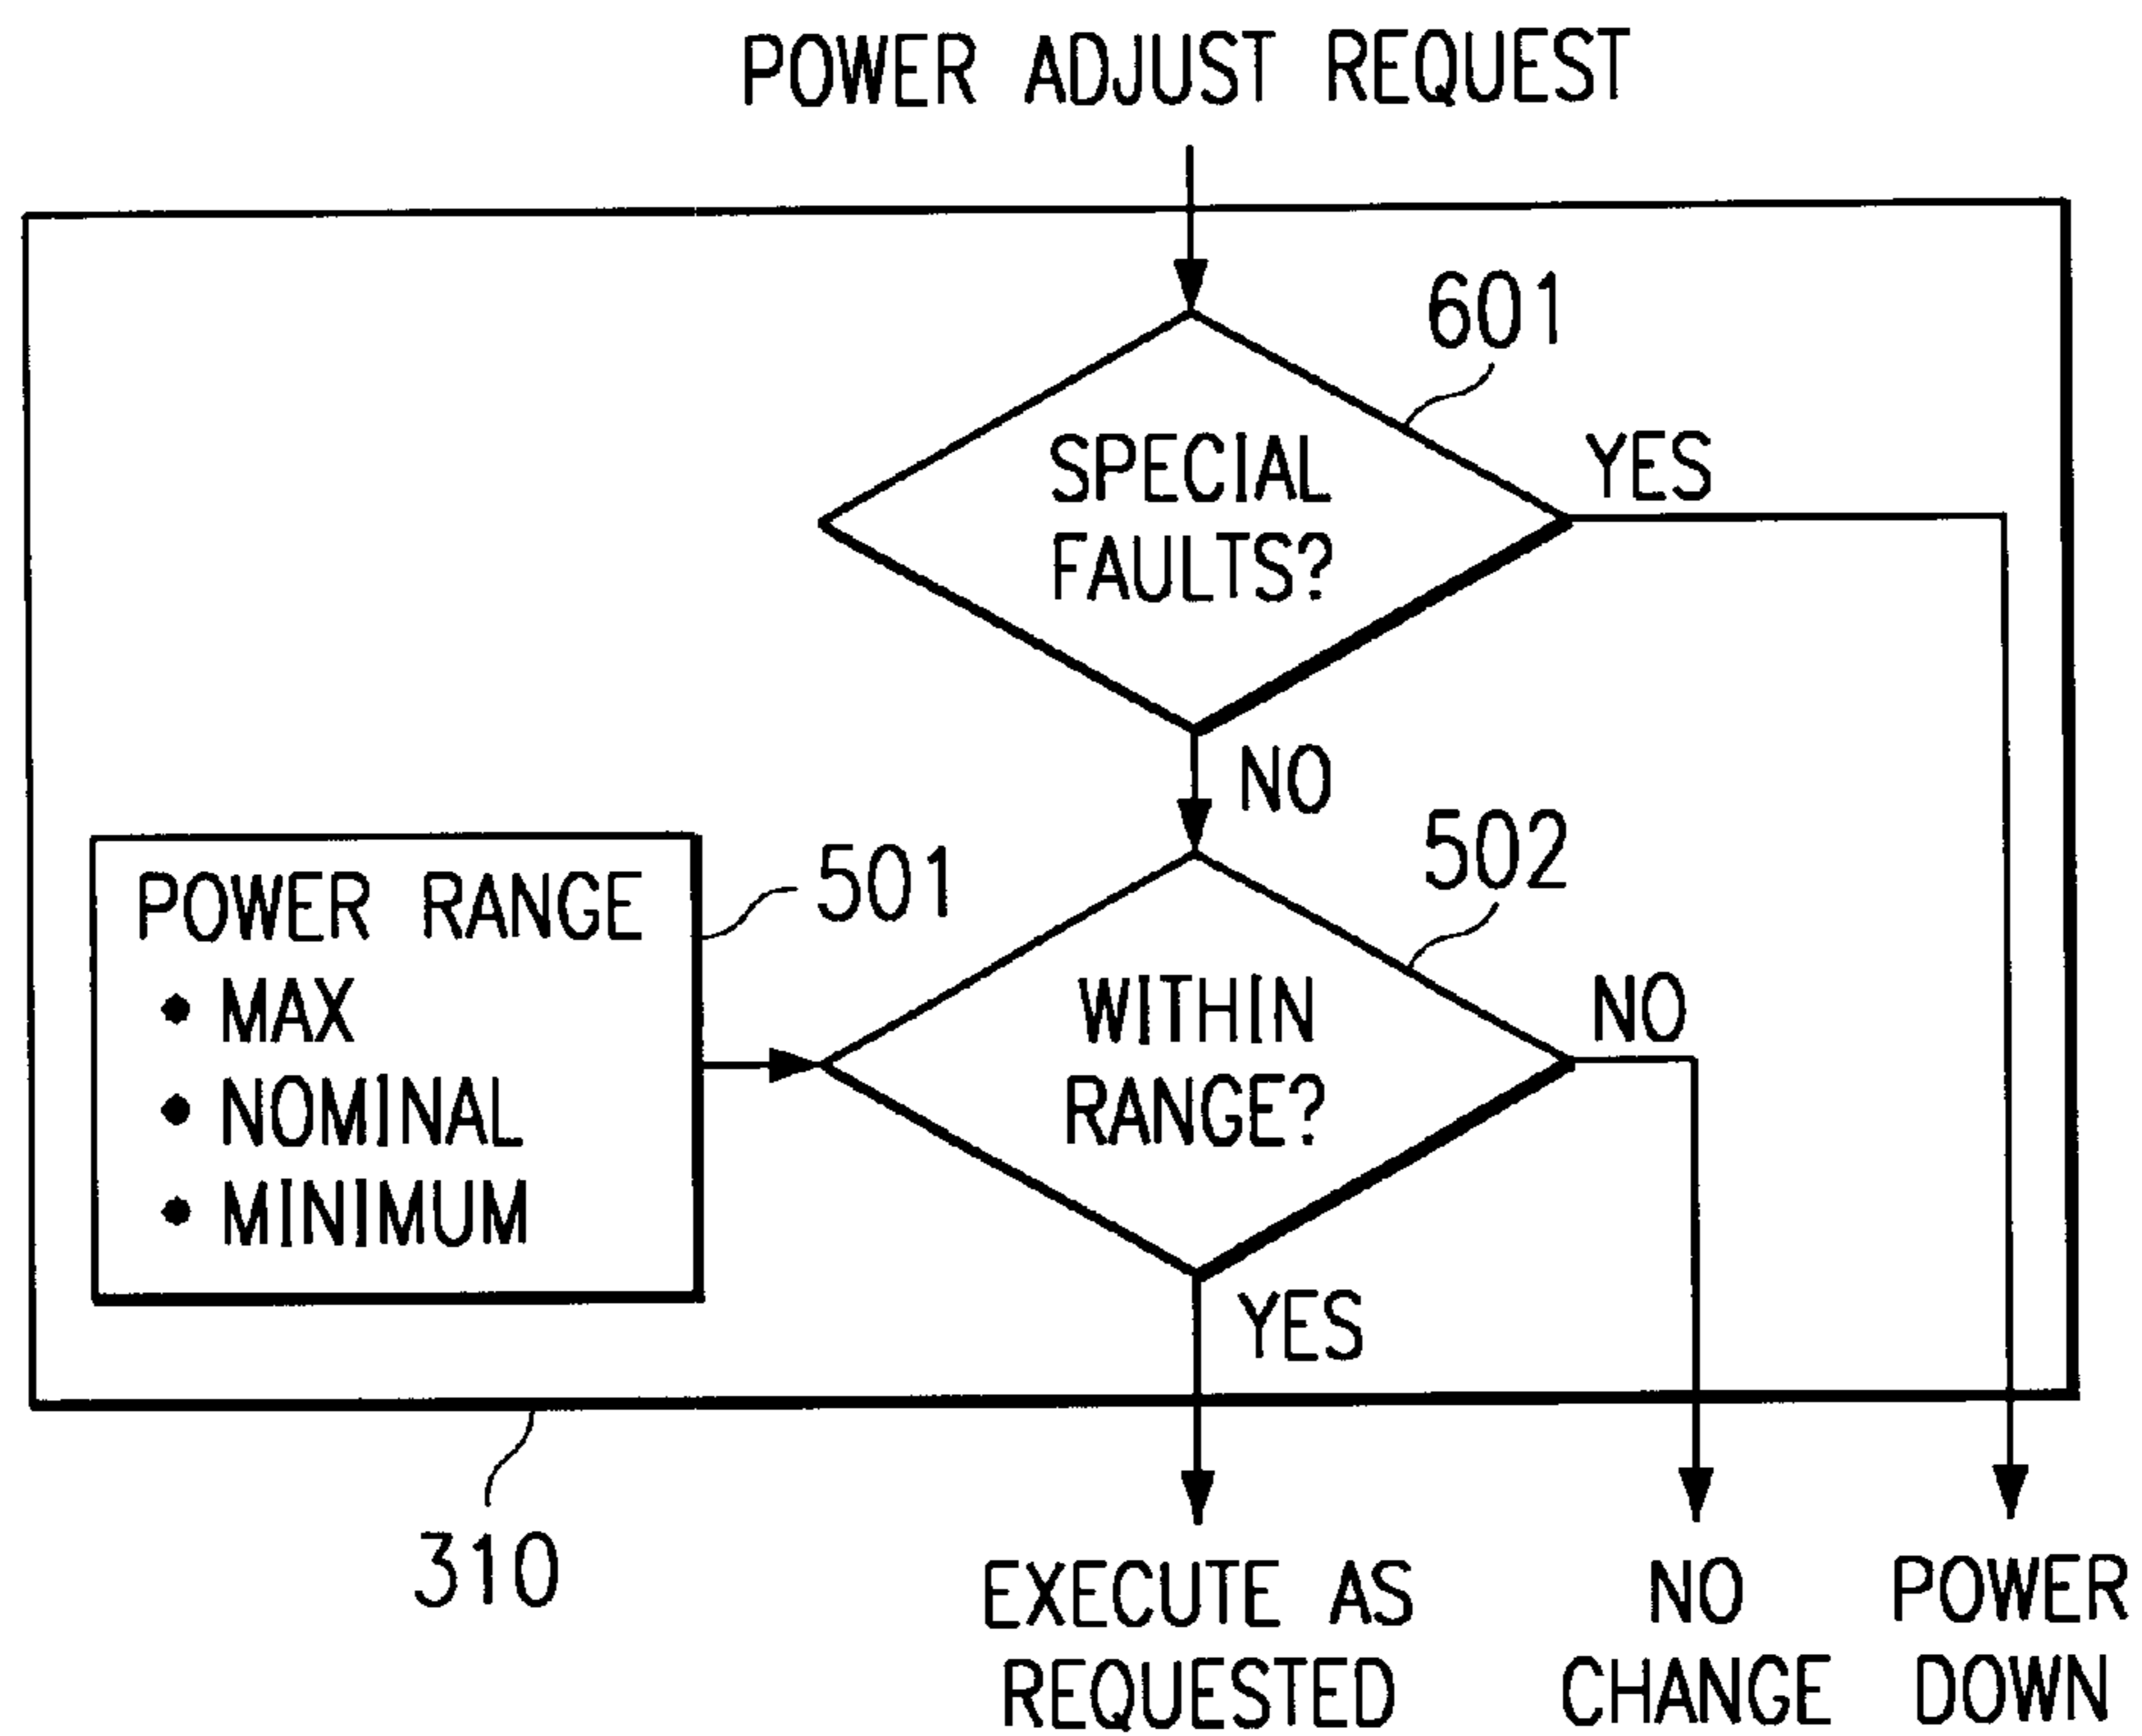 POWER ADJUST REQUEST
601
SPECIAL
FAULTS?
YES
NO
502
501
POWER RANGE
• MAX
• NOMINAL
• MINIMUM
WITHIN
RANGE?
NO
YES
310
EXECUTE AS
REQUESTED
NO
CHANGE
POWER
DOWN